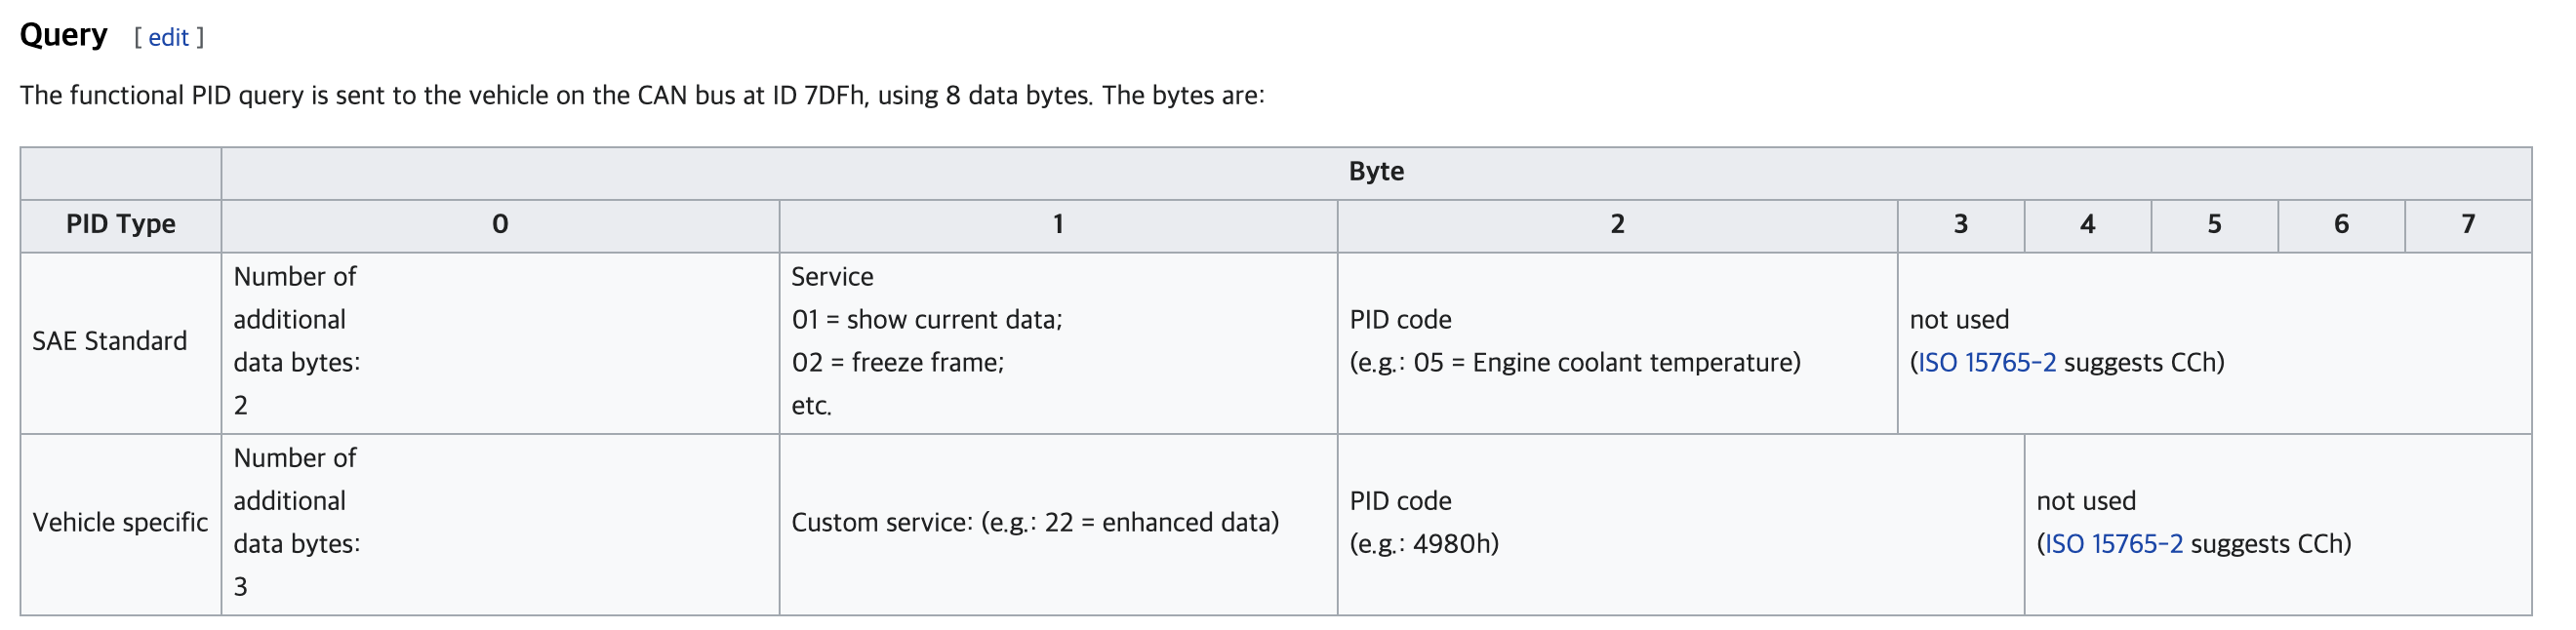 Query [ edit ]
The functional PID query is sent to the vehicle on the CAN bus at ID 7DFh, using 8 data bytes. The bytes are:
Byte
PID Type 0 1 2 3 4 5 6 7
SAE Standard
Number of
additional
data bytes:
2
Service
01 = show current data;
02 = freeze frame;
etc.
PID code
(e.g.: 05 = Engine coolant temperature)
not used
(ISO 15765-2 suggests CCh)
Vehicle specific
Number of
additional
data bytes:
3
Custom service: (e.g.: 22 = enhanced data)
PID code
(e.g.: 4980h)
not used
(ISO 15765-2 suggests CCh)